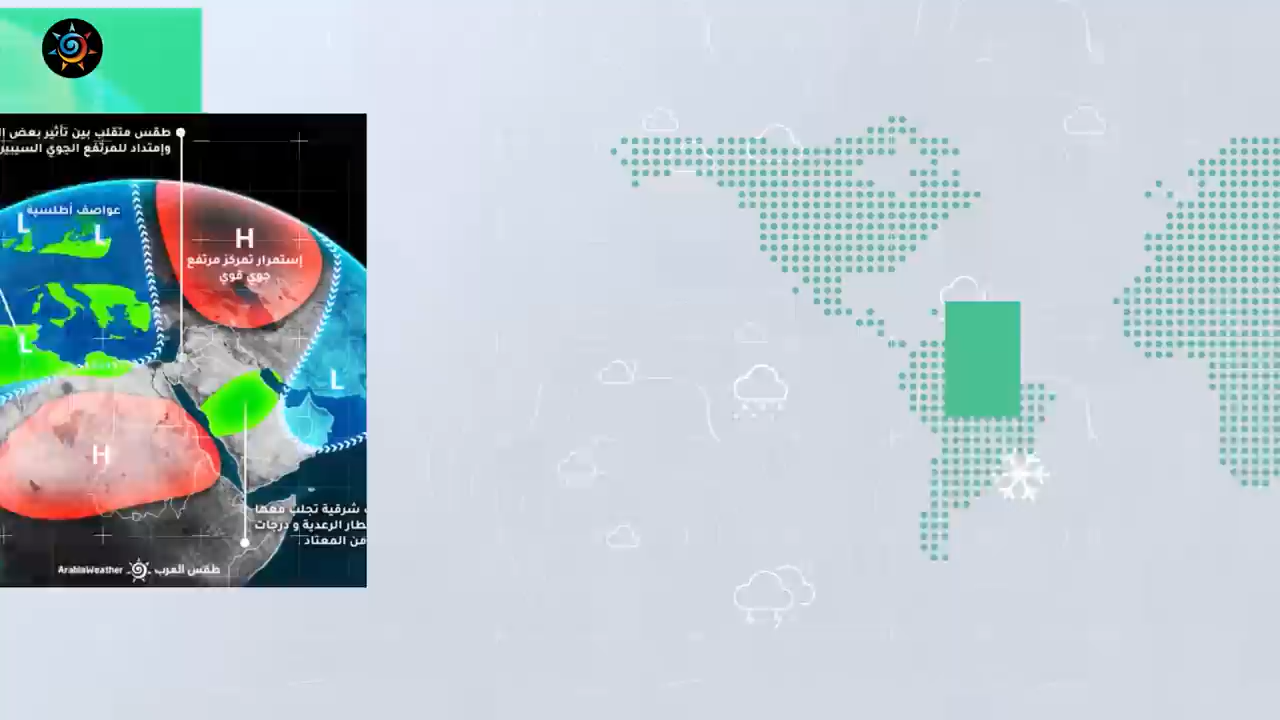 طقس متقلب بين تأثير بعض
وإمتداد للمرتفع الجوي
عواصف أطلسية
L
L
H
إستمرار تمركز مرتفع
جوي قوي
L
L
H
شرقية تجلب معها
الرعدية و درجات
من المعتاد
ArabiaWeather طقس العرب